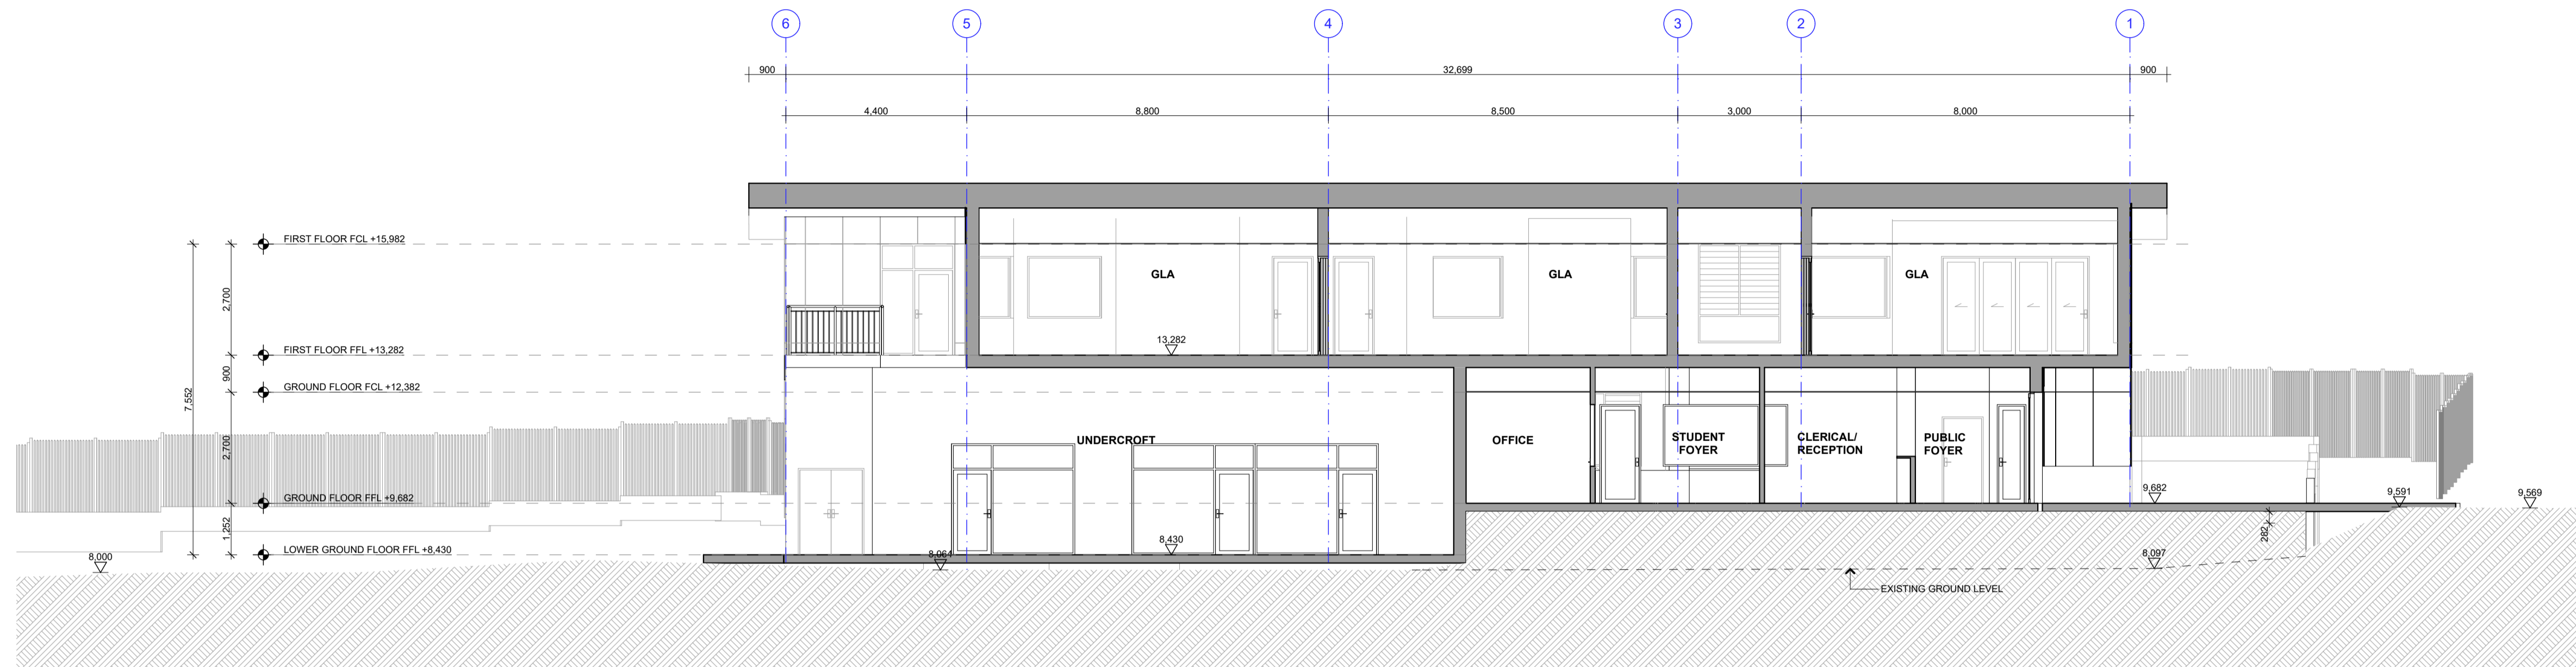 6 5 4 3 2 1
900 32,699 900
4,400 8,800 8,500 3,000 8,000
FIRST FLOOR FCL +15,982
GLA GLA GLA
2,700
13,282
FIRST FLOOR FFL +13,282
900
GROUND FLOOR FCL +12,382
7,552
2,700
UNDERCROFT
OFFICE
STUDENT
FOYER
CLERICAL/
RECEPTION
PUBLIC
FOYER
9,682
9,591
9,569
GROUND FLOOR FFL +9,682
1,252
282
8,430
LOWER GROUND FLOOR FFL +8,430
8,000
8,064
8,097
EXISTING GROUND LEVEL